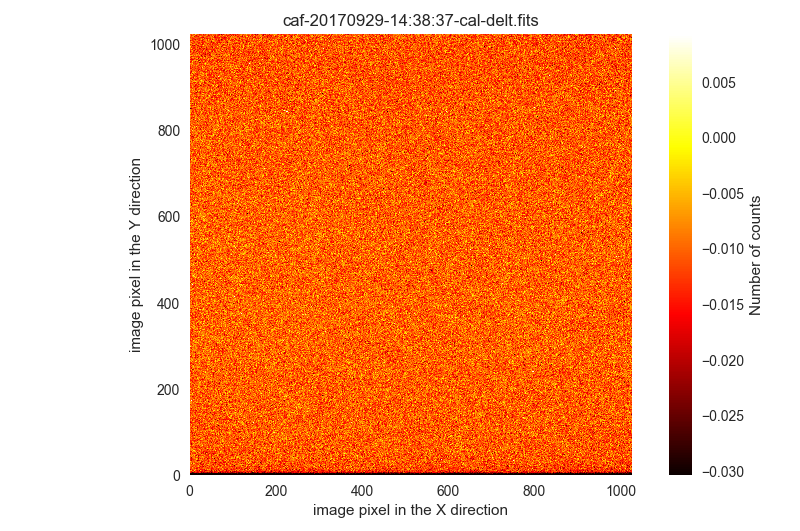 caf-20170929-14:38:37-cal-delt.fits
1000
800
600
400
200
0
image pixel in the Y direction
0 200 400 600 800 1000
image pixel in the X direction
0.005
0.000
−0.005
−0.010
−0.015
−0.020
−0.025
−0.030
Number of counts